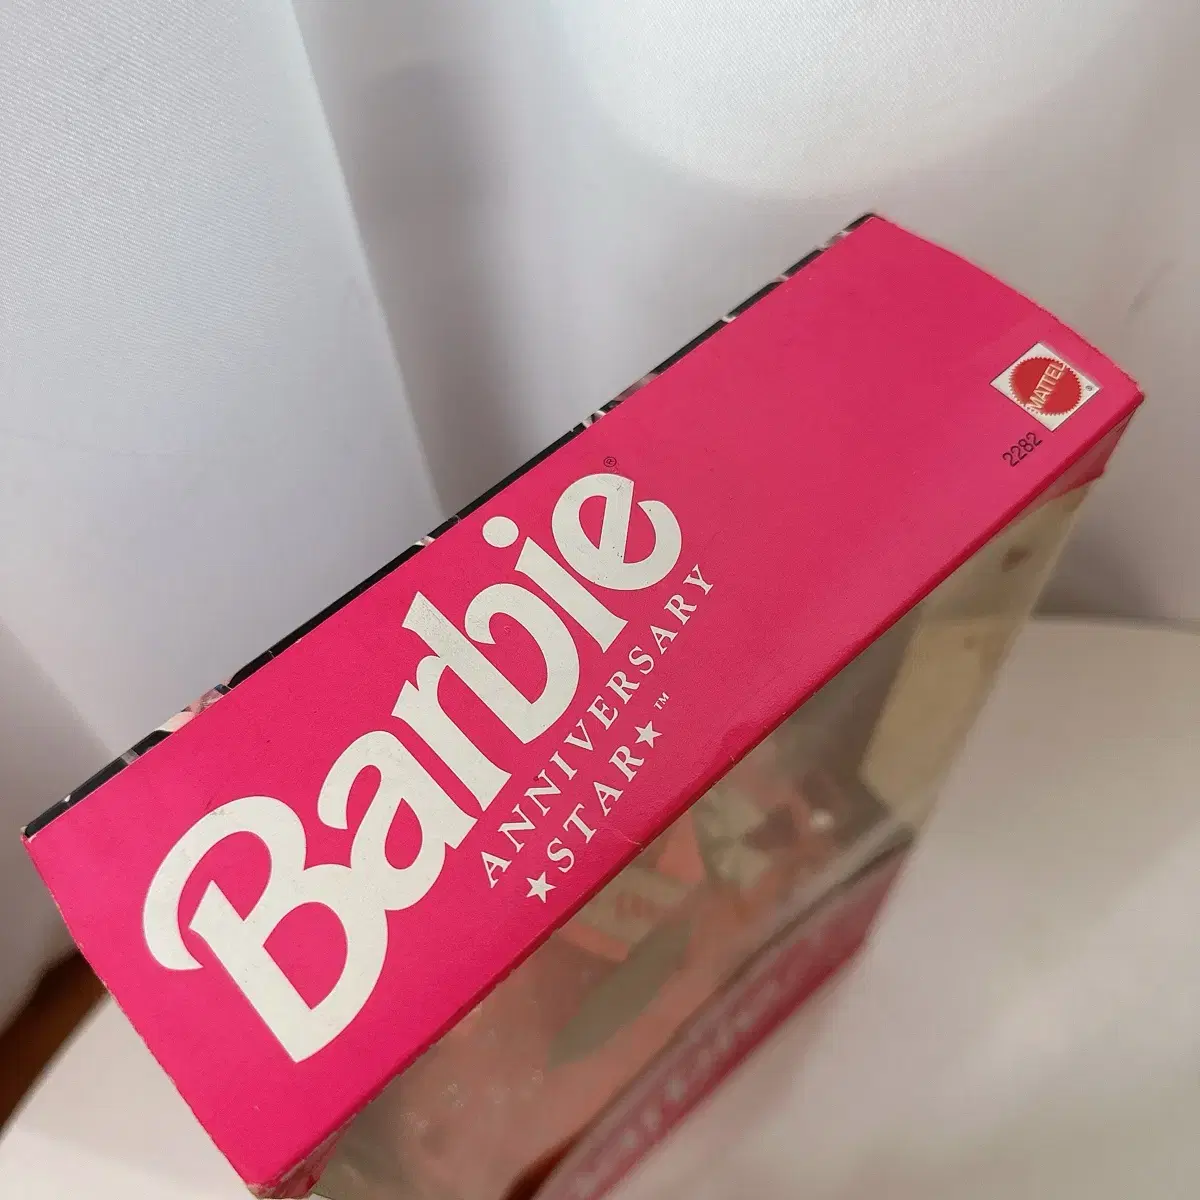 Barbie®
ANNIVERSARY
★STAR★™
MATTEL®
2282